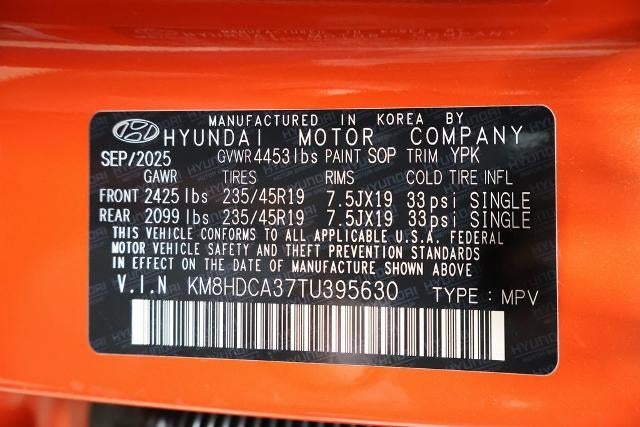 MANUFACTURED IN KOREA BY
HYUNDAI MOTOR COMPANY
SEP/2025 GVWR 4453 lbs PAINT SOP TRIM YPK
GAWR TIRES RIMS COLD TIRE INFL
FRONT 2425 lbs 235/45R19 7.5JX19 33 psi SINGLE
REAR 2099 lbs 235/45R19 7.5JX19 33 psi SINGLE
THIS VEHICLE CONFORMS TO ALL APPLICABLE U.S.A. FEDERAL
MOTOR VEHICLE SAFETY AND THEFT PREVENTION STANDARDS
IN EFFECT ON THE DATE OF MANUFACTURE SHOWN ABOVE.
V.I.N KM8HDCA37TU395630 TYPE : MPV